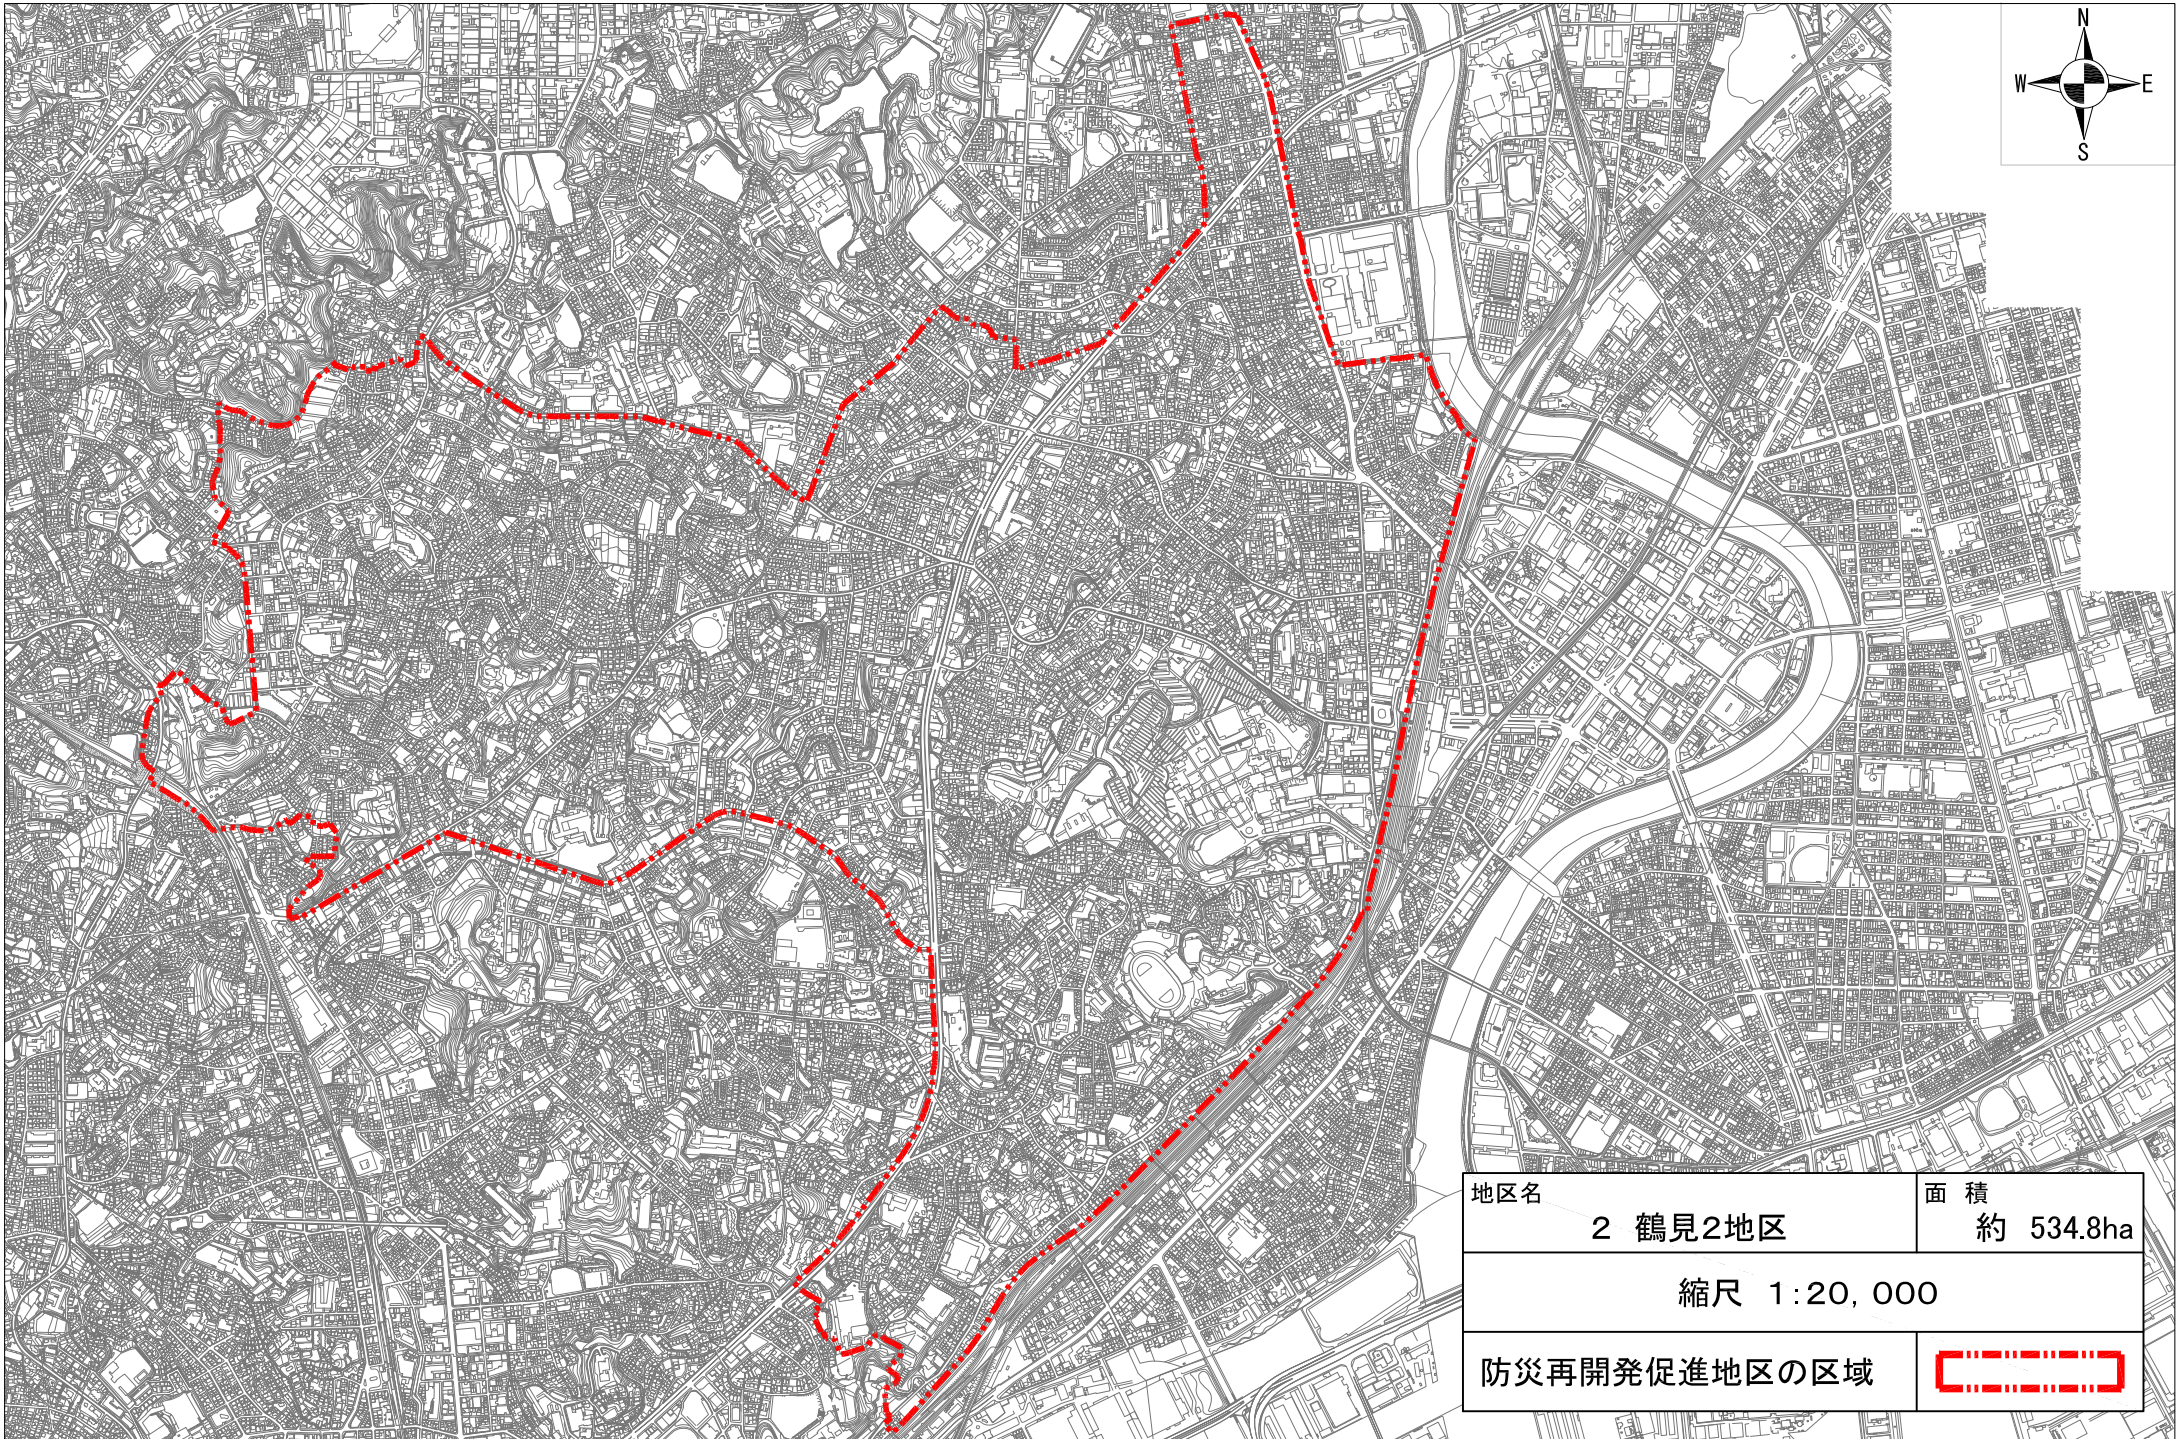 N
W E
S
地区名
2 鶴見2地区
面 積
約 534.8ha
縮尺 1:20,000
防災再開発促進地区の区域